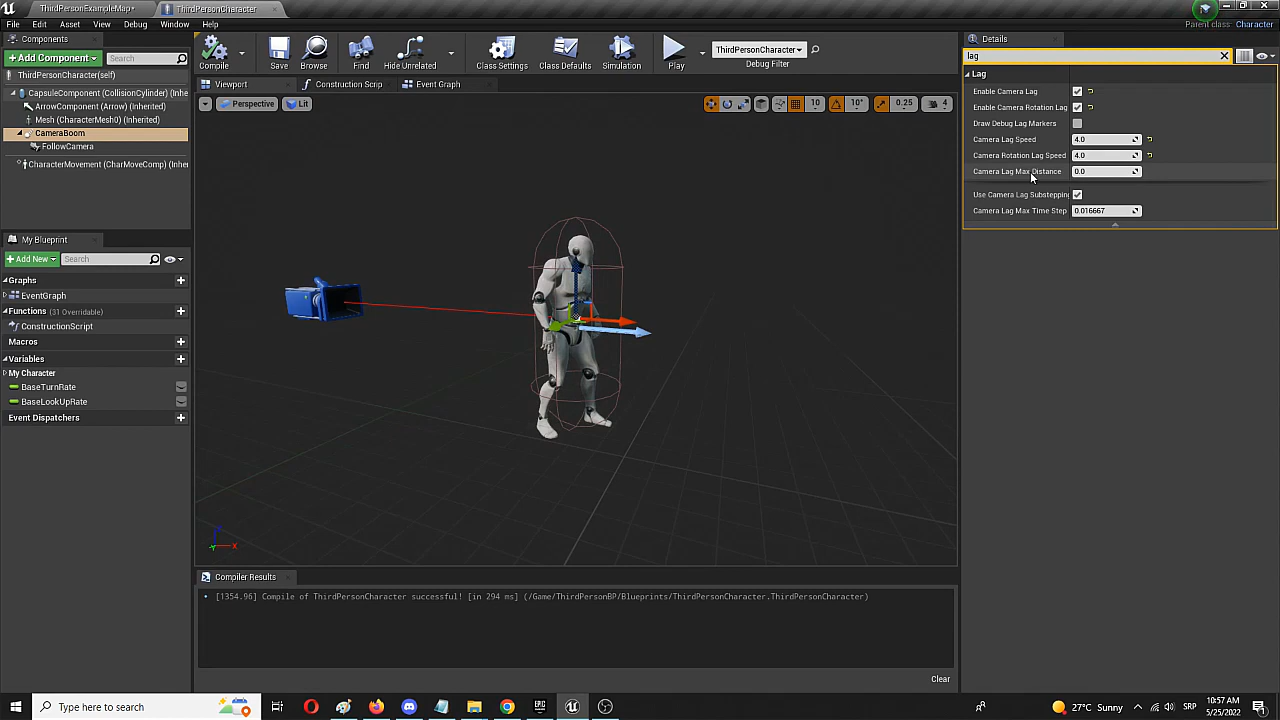 ThirdPersonExampleMap*
ThirdPersonCharacter
File Edit Asset View Debug Window Help
Parent class: Character
Components
+ Add Component
Search
ThirdPersonCharacter(self)
CapsuleComponent (CollisionCylinder) (Inhe
ArrowComponent (Arrow) (Inherited)
Mesh (CharacterMesh0) (Inherited)
CameraBoom
FollowCamera
CharacterMovement (CharMoveComp) (Inher
My Blueprint
+ Add New
Search
Graphs
EventGraph
Functions (31 Overridable)
ConstructionScript
Macros
Variables
My Character
BaseTurnRate
BaseLookUpRate
Event Dispatchers
Compile Save Browse Find Hide Unrelated Class Settings Class Defaults Simulation Play
ThirdPersonCharacter
Debug Filter
Viewport Construction Scrip Event Graph
Perspective Lit
10 10° 0.25 4
Z
X
Y
Compiler Results
[1354.96] Compile of ThirdPersonCharacter successful! [in 294 ms] (/Game/ThirdPersonBP/Blueprints/ThirdPersonCharacter.ThirdPersonCharacter)
Clear
Details
lag
Lag
Enable Camera Lag
Enable Camera Rotation Lag
Draw Debug Lag Markers
Camera Lag Speed 4.0
Camera Rotation Lag Speed 4.0
Camera Lag Max Distance 0.0
Use Camera Lag Substepping
Camera Lag Max Time Step 0.016667
Type here to search
27°C Sunny
SRP
10:57 AM
5/25/2022